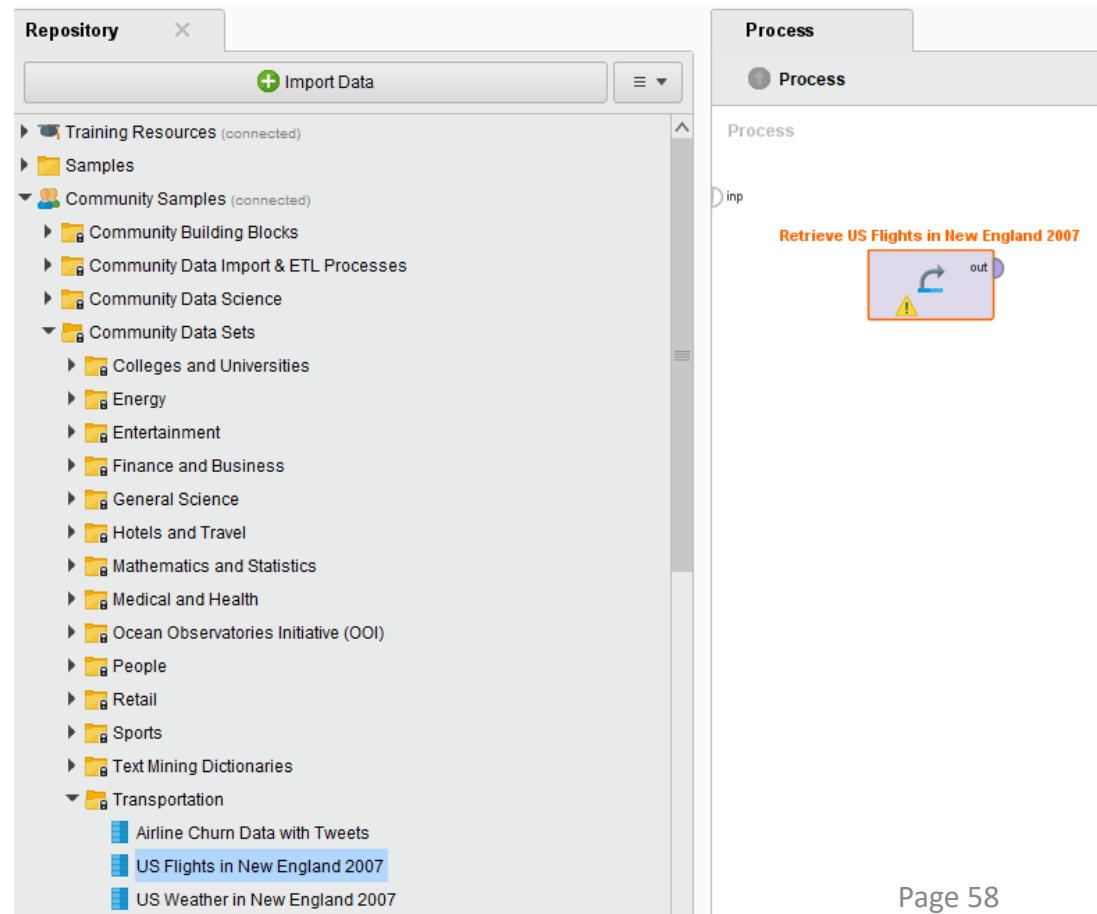 Repository
Import Data
Training Resources (connected)
Samples
Community Samples (connected)
Community Building Blocks
Community Data Import & ETL Processes
Community Data Science
Community Data Sets
Colleges and Universities
Energy
Entertainment
Finance and Business
General Science
Hotels and Travel
Mathematics and Statistics
Medical and Health
Ocean Observatories Initiative (OOI)
People
Retail
Sports
Text Mining Dictionaries
Transportation
Airline Churn Data with Tweets
US Flights in New England 2007
US Weather in New England 2007
Process
Process
Process
inp
Retrieve US Flights in New England 2007
out
Page 58